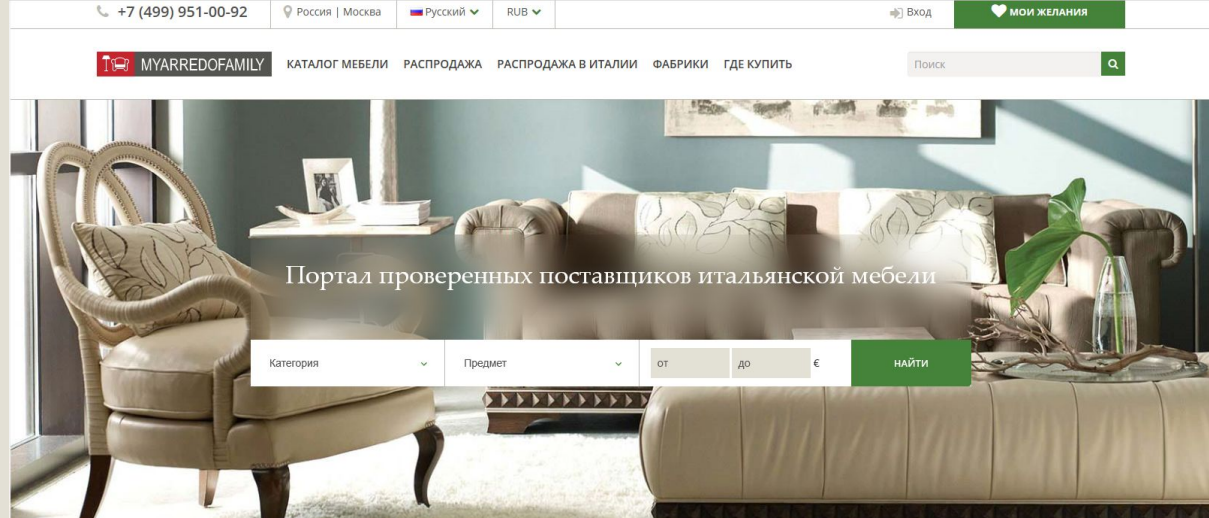 +7 (499) 951-00-92
Россия | Москва
Русский
RUB
Вход
МОИ ЖЕЛАНИЯ
MYARREDOFAMILY
КАТАЛОГ МЕБЕЛИ
РАСПРОДАЖА
РАСПРОДАЖА В ИТАЛИИ
ФАБРИКИ
ГДЕ КУПИТЬ
Поиск
Портал проверенных поставщиков итальянской мебели
Категория
Предмет
от
до
€
НАЙТИ